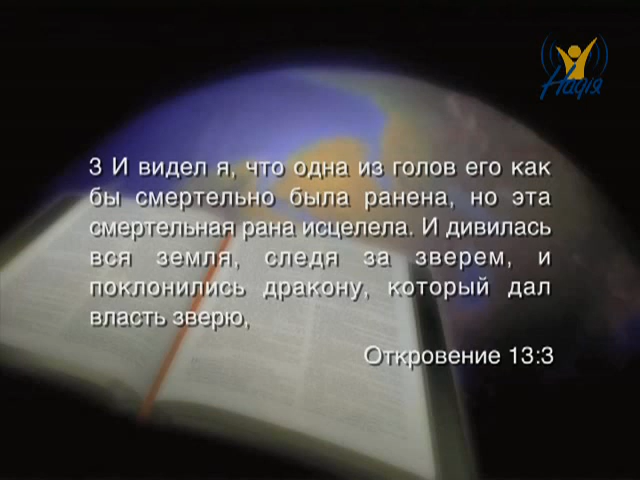 Надія
3 И видел я, что одна из голов его как
бы смертельно была ранена, но эта
смертельная рана исцелела. И дивилась
вся земля, следя за зверем, и
поклонились дракону, который дал
власть зверю,
Откровение 13:3